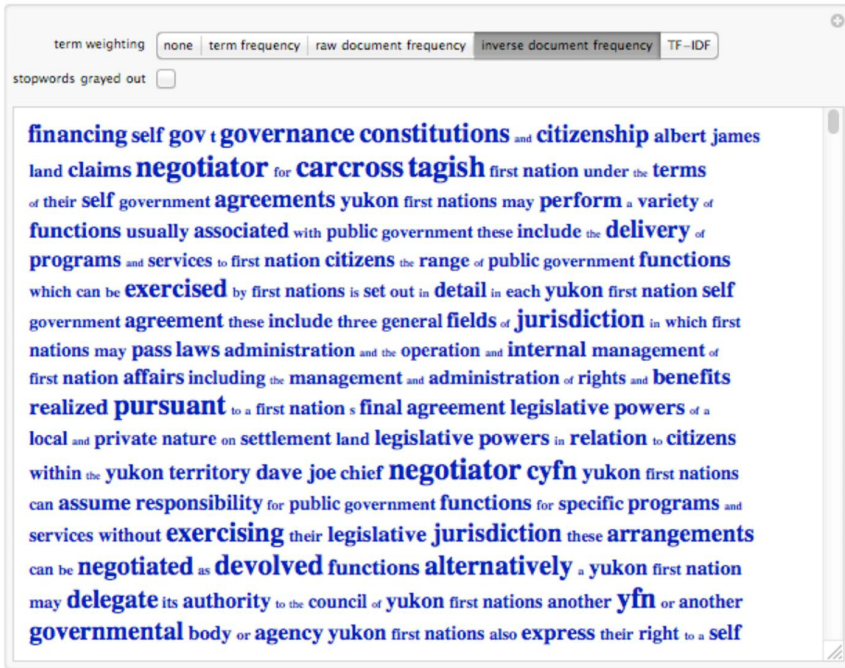 term weighting none term frequency raw document frequency inverse document frequency TF-IDF
stopwords grayed out
financing self gov t governance constitutions and citizenship albert james
land claims negotiator for carcross tagish first nation under the terms
of their self government agreements yukon first nations may perform a variety of
functions usually associated with public government these include the delivery of
programs and services to first nation citizens the range of public government functions
which can be exercised by first nations is set out in detail in each yukon first nation self
government agreement these include three general fields of jurisdiction in which first
nations may pass laws administration and the operation and internal management of
first nation affairs including the management and administration of rights and benefits
realized pursuant to a first nation s final agreement legislative powers of a
local and private nature on settlement land legislative powers in relation to citizens
within the yukon territory dave joe chief negotiator cyfn yukon first nations
can assume responsibility for public government functions for specific programs and
services without exercising their legislative jurisdiction these arrangements
can be negotiated as devolved functions alternatively a yukon first nation
may delegate its authority to the council of yukon first nations another yfn or another
governmental body or agency yukon first nations also express their right to a self